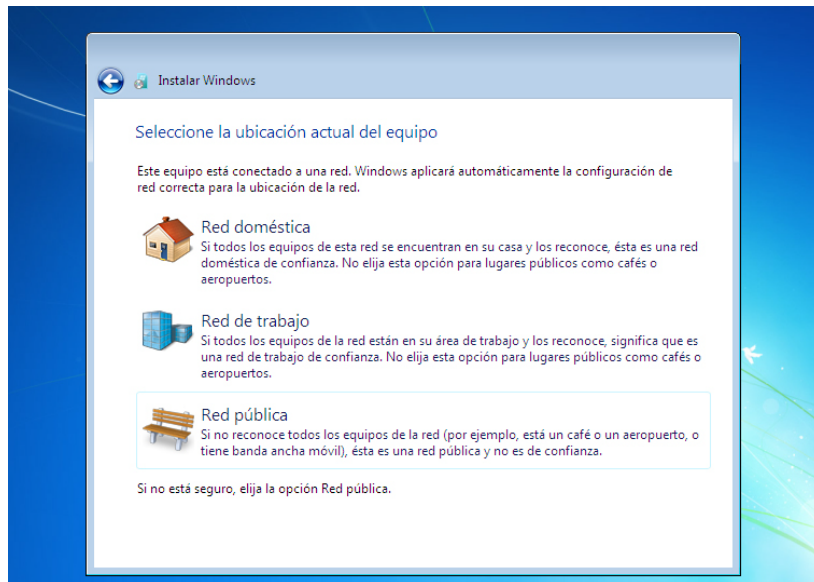 Instalar Windows
Seleccione la ubicación actual del equipo
Este equipo está conectado a una red. Windows aplicará automáticamente la configuración de
red correcta para la ubicación de la red.
Red doméstica
Si todos los equipos de esta red se encuentran en su casa y los reconoce, ésta es una red
doméstica de confianza. No elija esta opción para lugares públicos como cafés o
aeropuertos.
Red de trabajo
Si todos los equipos de la red están en su área de trabajo y los reconoce, significa que es
una red de trabajo de confianza. No elija esta opción para lugares públicos como cafés o
aeropuertos.
Red pública
Si no reconoce todos los equipos de la red (por ejemplo, está un café o un aeropuerto, o
tiene banda ancha móvil), ésta es una red pública y no es de confianza.
Si no está seguro, elija la opción Red pública.